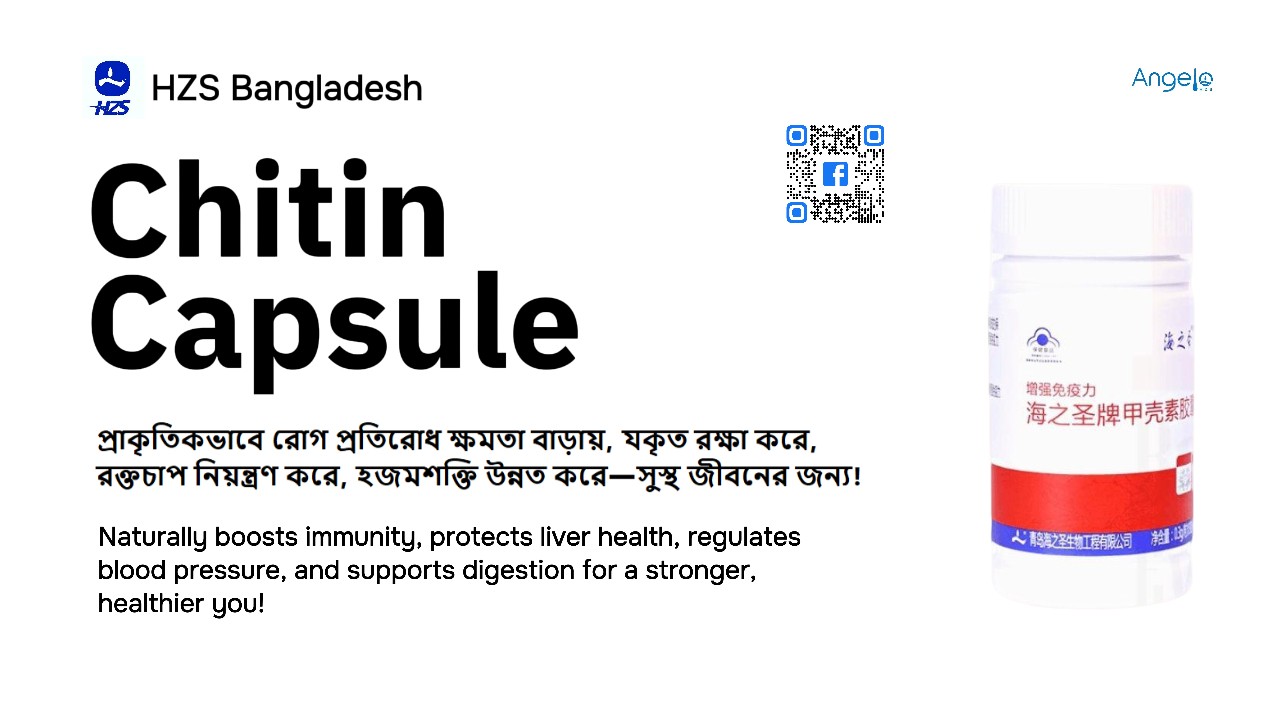 HZS Bangladesh
HZS
Angelo
Chitin
Capsule
প্রাকৃতিকভাবে রোগ প্রতিরোধ ক্ষমতা বাড়ায়, যকৃত রক্ষা করে,
রক্তচাপ নিয়ন্ত্রণ করে, হজমশক্তি উন্নত করে—সুস্থ জীবনের জন্য!
Naturally boosts immunity, protects liver health, regulates
blood pressure, and supports digestion for a stronger,
healthier you!
海之
增强免疫力
海之圣牌甲壳素胶
青岛海之圣生物工程有限公司
净含量：0.3g